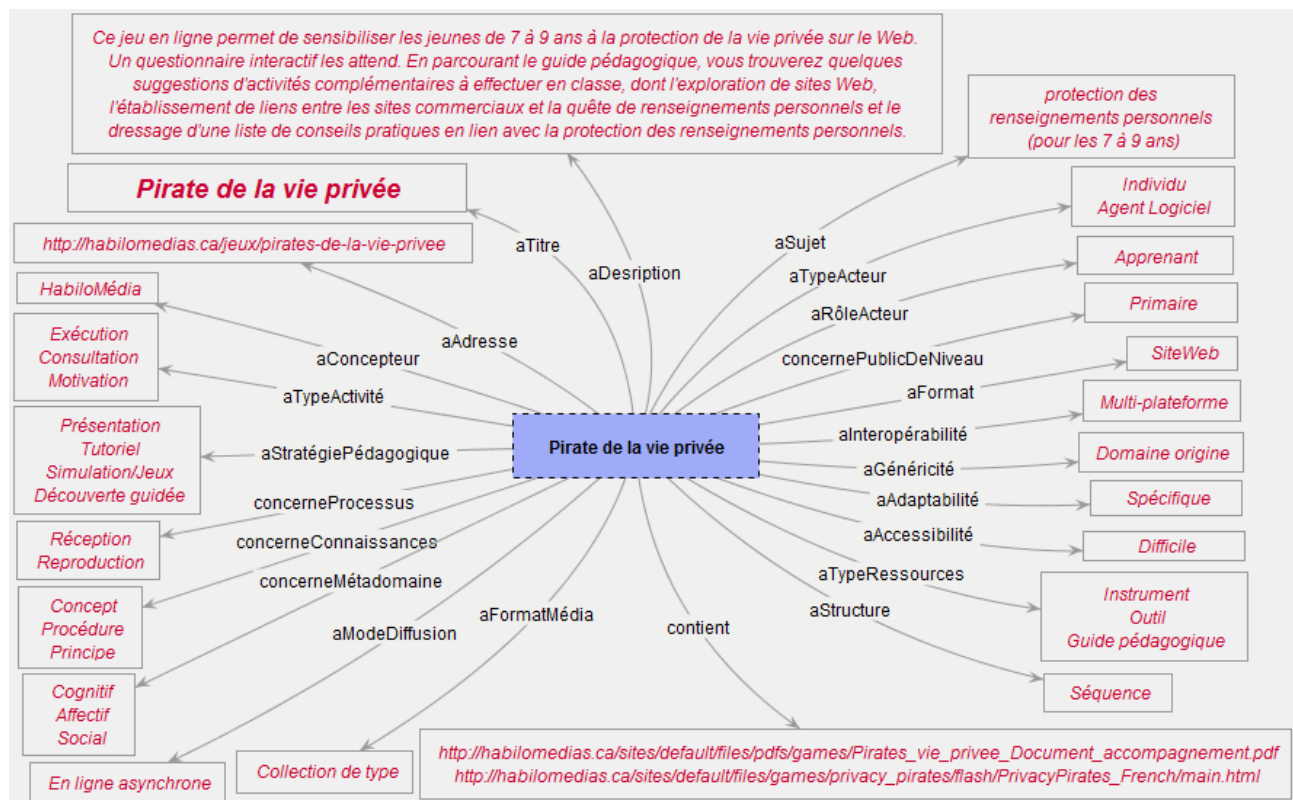 Ce jeu en ligne permet de sensibiliser les jeunes de 7 à 9 ans à la protection de la vie privée sur le Web.
Un questionnaire interactif les attend. En parcourant le guide pédagogique, vous trouverez quelques
suggestions d'activités complémentaires à effectuer en classe, dont l'exploration de sites Web,
l'établissement de liens entre les sites commerciaux et la quête de renseignements personnels et le
dressage d'une liste de conseils pratiques en lien avec la protection des renseignements personnels.
protection des
renseignements personnels
(pour les 7 à 9 ans)
Pirate de la vie privée
Individu
Agent Logiciel
http://habilomedias.ca/jeux/pirates-de-la-vie-privee
aTitre
aDesription
aSujet
aTypeActeur
Apprenant
HabiloMédia
aRôleActeur
Primaire
Exécution
Consultation
Motivation
aConcepteur
aAdresse
concernePublicDeNiveau
SiteWeb
aTypeActivité
aFormat
Multi-plateforme
Présentation
Tutoriel
Simulation/Jeux
Découverte guidée
aStratégiePédagogique
Pirate de la vie privée
aInteropérabilité
aGénéricité
Domaine origine
concerneProcessus
aAdaptabilité
Spécifique
Réception
Reproduction
concerneConnaissances
aAccessibilité
Difficile
concerneMétadomaine
aTypeRessources
Concept
Procédure
Principe
aModeDiffusion
aFormatMédia
contient
aStructure
Instrument
Outil
Guide pédagogique
Cognitif
Affectif
Social
Séquence
En ligne asynchrone
Collection de type
http://habilomedias.ca/sites/default/files/pdfs/games/Pirates_vie_privee_Document_accompagnement.pdf
http://habilomedias.ca/sites/default/files/games/privacy_pirates/flash/PrivacyPirates_French/main.html